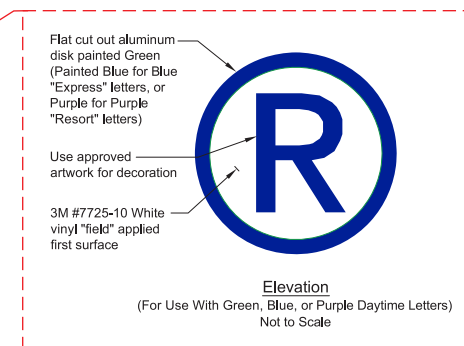 Flat cut out aluminum
disk painted Green
(Painted Blue for Blue
"Express" letters, or
Purple for Purple
"Resort" letters)
Use approved
artwork for decoration
3M #7725-10 White
vinyl "field" applied
first surface
R
Elevation
(For Use With Green, Blue, or Purple Daytime Letters)
Not to Scale